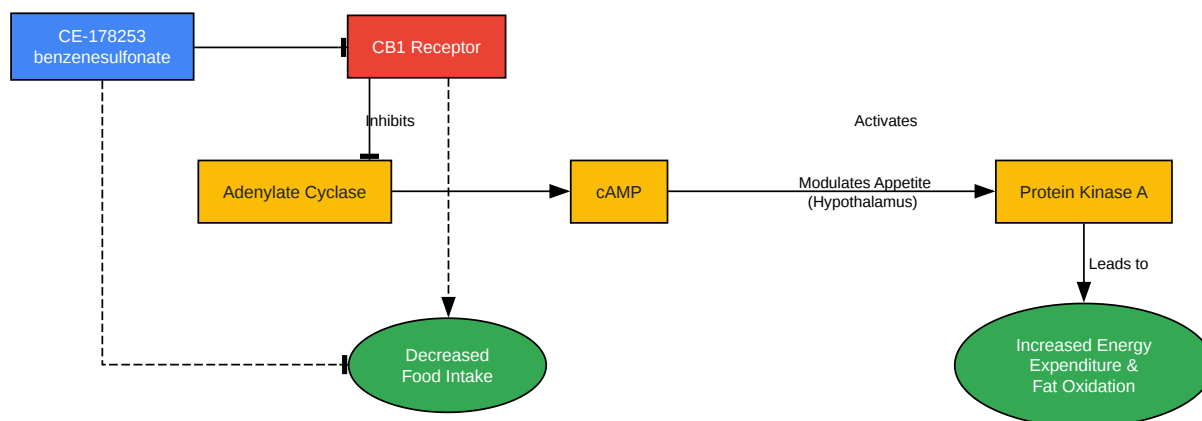 CE-178253
benzenesulfonate
CB1 Receptor
Inhibits
Activates
Adenylate Cyclase
cAMP
Modulates Appetite
(Hypothalamus)
Protein Kinase A
Leads to
Decreased
Food Intake
Increased Energy
Expenditure &
Fat Oxidation